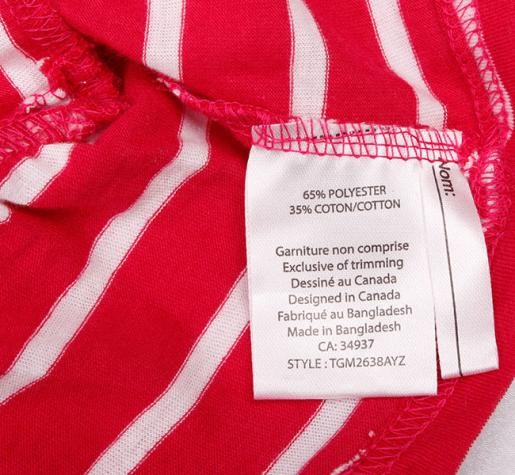 65% POLYESTER
35% COTON/COTTON
Garniture non comprise
Exclusive of trimming
Dessiné au Canada
Designed in Canada
Fabriqué au Bangladesh
Made in Bangladesh
CA: 34937
STYLE : TGM2638AYZ
Nom: